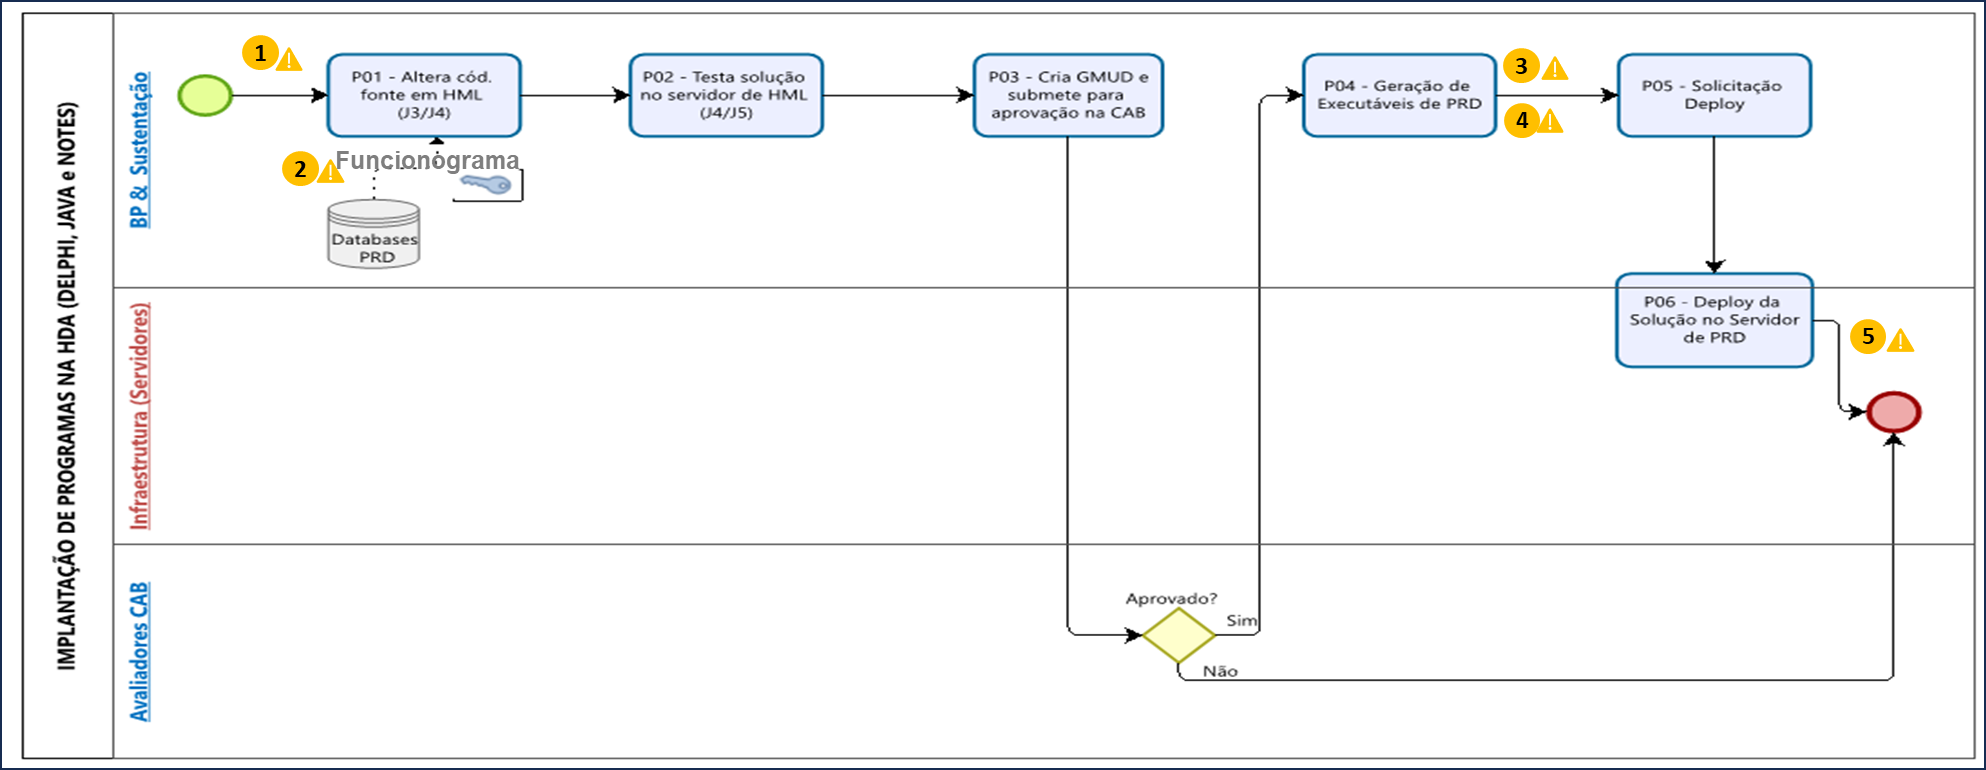 IMPLANTAÇÃO DE PROGRAMAS NA HDA (DELPHI, JAVA e NOTES)
BP & Sustentação
1
P01 - Altera cód.
fonte em HML
(J3/J4)
P02 - Testa solução
no servidor de HML
(J4/J5)
P03 - Cria GMUD e
submete para
aprovação na CAB
P04 - Geração de
Executáveis de PRD
3
4
P05 - Solicitação
Deploy
2
Funcionograma
Databases
PRD
Infraestrutura (Servidores)
P06 - Deploy da
Solução no Servidor
de PRD
5
Avaliadores CAB
Aprovado?
Sim
Não